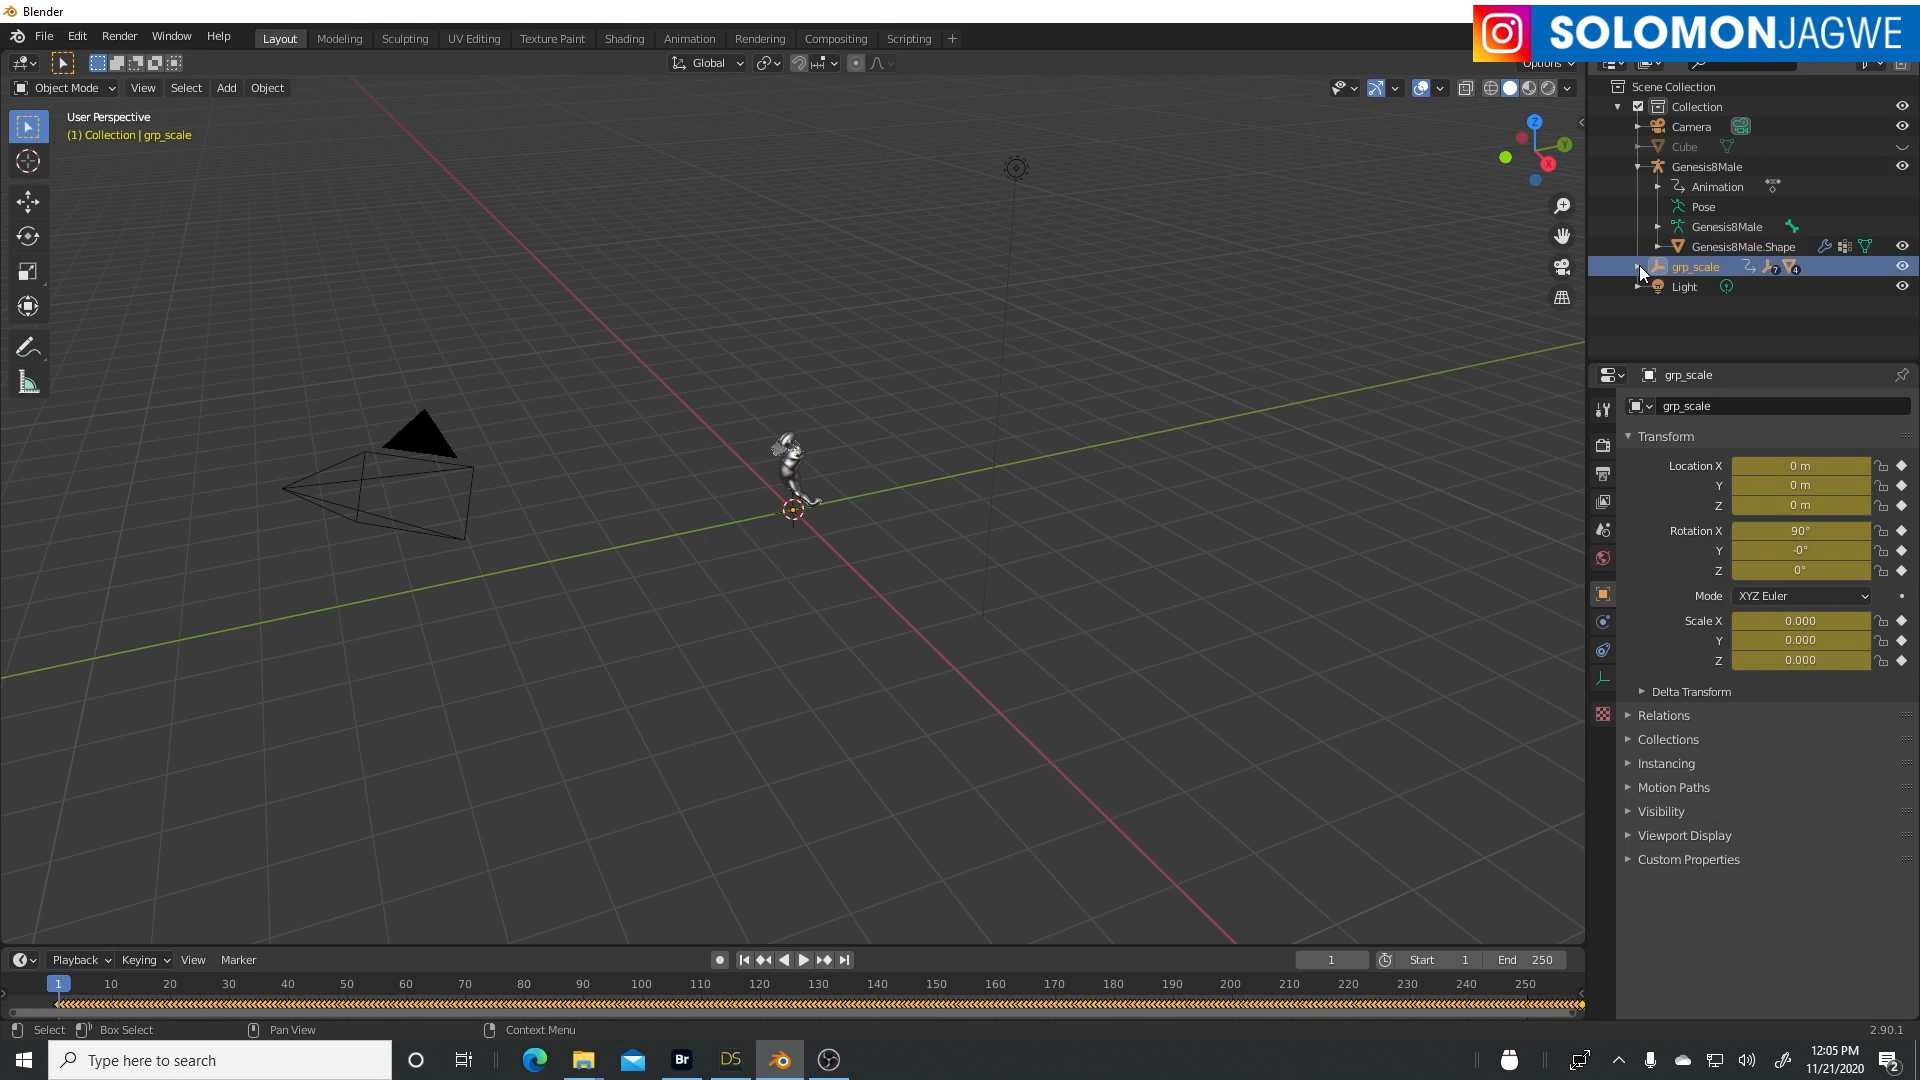 Blender
File Edit Render Window Help
Layout Modeling Sculpting UV Editing Texture Paint Shading Animation Rendering Compositing Scripting +
SOLOMONJAGWE
Global
Options
Object Mode View Select Add Object
User Perspective
(1) Collection | grp_scale
Z
Y
X
Scene Collection
Collection
Camera
Cube
Genesis8Male
Animation
Pose
Genesis8Male
Genesis8Male.Shape
grp_scale 7 4
Light
grp_scale
grp_scale
Transform
Location X 0 m
Y 0 m
Z 0 m
Rotation X 90°
Y -0°
Z 0°
Mode XYZ Euler
Scale X 0.000
Y 0.000
Z 0.000
Delta Transform
Relations
Collections
Instancing
Motion Paths
Visibility
Viewport Display
Custom Properties
Playback Keying View Marker
1 Start 1 End 250
1 10 20 30 40 50 60 70 80 90 100 110 120 130 140 150 160 170 180 190 200 210 220 230 240 250
Select Box Select Pan View Context Menu
2.90.1
Type here to search
Br DS
12:05 PM
11/21/2020
2